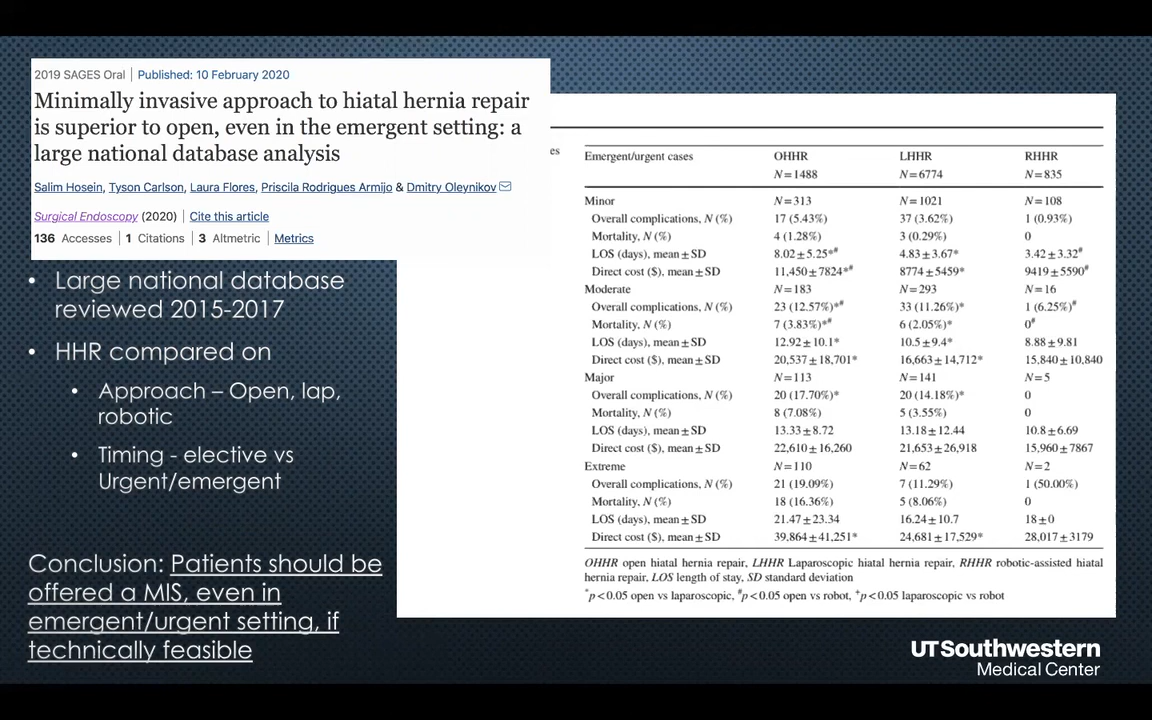 2019 SAGES Oral | Published: 10 February 2020
Minimally invasive approach to hiatal hernia repair
is superior to open, even in the emergent setting: a
large national database analysis
Salim Hosein, Tyson Carlson, Laura Flores, Priscila Rodrigues Armijo & Dmitry Oleynikov
Surgical Endoscopy (2020) | Cite this article
136 Accesses | 1 Citations | 3 Altmetric | Metrics
• Large national database
reviewed 2015-2017
• HHR compared on
• Approach – Open, lap,
robotic
• Timing - elective vs
Urgent/emergent
Conclusion: Patients should be
offered a MIS, even in
emergent/urgent setting, if
technically feasible
es
Emergent/urgent cases OHHR LHHR RHHR
N=1488 N=6774 N=835
Minor N=313 N=1021 N=108
Overall complications, N (%) 17 (5.43%) 37 (3.62%) 1 (0.93%)
Mortality, N (%) 4 (1.28%) 3 (0.29%) 0
LOS (days), mean±SD 8.02±5.25*# 4.83±3.67* 3.42±3.32#
Direct cost ($), mean±SD 11,450±7824*# 8774±5459* 9419±5590#
Moderate N=183 N=293 N=16
Overall complications, N (%) 23 (12.57%)*# 33 (11.26%)* 1 (6.25%)#
Mortality, N (%) 7 (3.83%)*# 6 (2.05%)* 0#
LOS (days), mean±SD 12.92±10.1* 10.5±9.4* 8.88±9.81
Direct cost ($), mean±SD 20,537±18,701* 16,663±14,712* 15,840±10,840
Major N=113 N=141 N=5
Overall complications, N (%) 20 (17.70%)* 20 (14.18%)* 0
Mortality, N (%) 8 (7.08%) 5 (3.55%) 0
LOS (days), mean±SD 13.33±8.72 13.18±12.44 10.8±6.69
Direct cost ($), mean±SD 22,610±16,260 21,653±26,918 15,960±7867
Extreme N=110 N=62 N=2
Overall complications, N (%) 21 (19.09%) 7 (11.29%) 1 (50.00%)
Mortality, N (%) 18 (16.36%) 5 (8.06%) 0
LOS (days), mean±SD 21.47±23.34 16.24±10.7 18±0
Direct cost ($), mean±SD 39,864±41,251* 24,681±17,529* 28,017±3179
OHHR open hiatal hernia repair, LHHR Laparoscopic hiatal hernia repair, RHHR robotic-assisted hiatal
hernia repair, LOS length of stay, SD standard deviation
*p<0.05 open vs laparoscopic, #p<0.05 open vs robot, +p<0.05 laparoscopic vs robot
UTSouthwestern
Medical Center